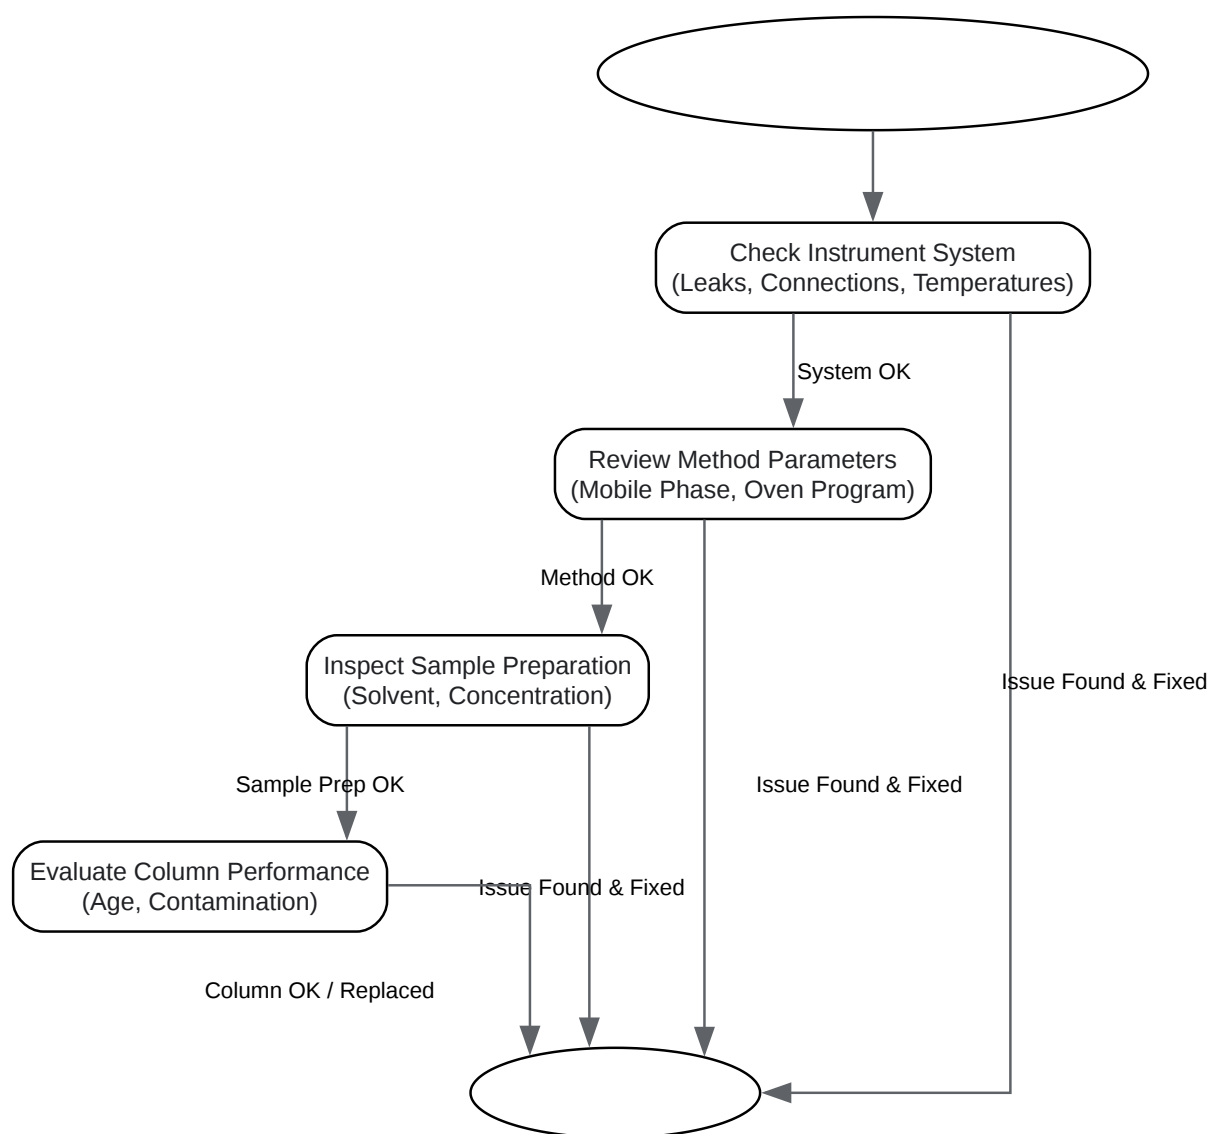 Check Instrument System
(Leaks, Connections, Temperatures)
System OK
Review Method Parameters
(Mobile Phase, Oven Program)
Method OK
Inspect Sample Preparation
(Solvent, Concentration)
Issue Found & Fixed
Sample Prep OK
Issue Found & Fixed
Evaluate Column Performance
(Age, Contamination)
Issue Found & Fixed
Column OK / Replaced